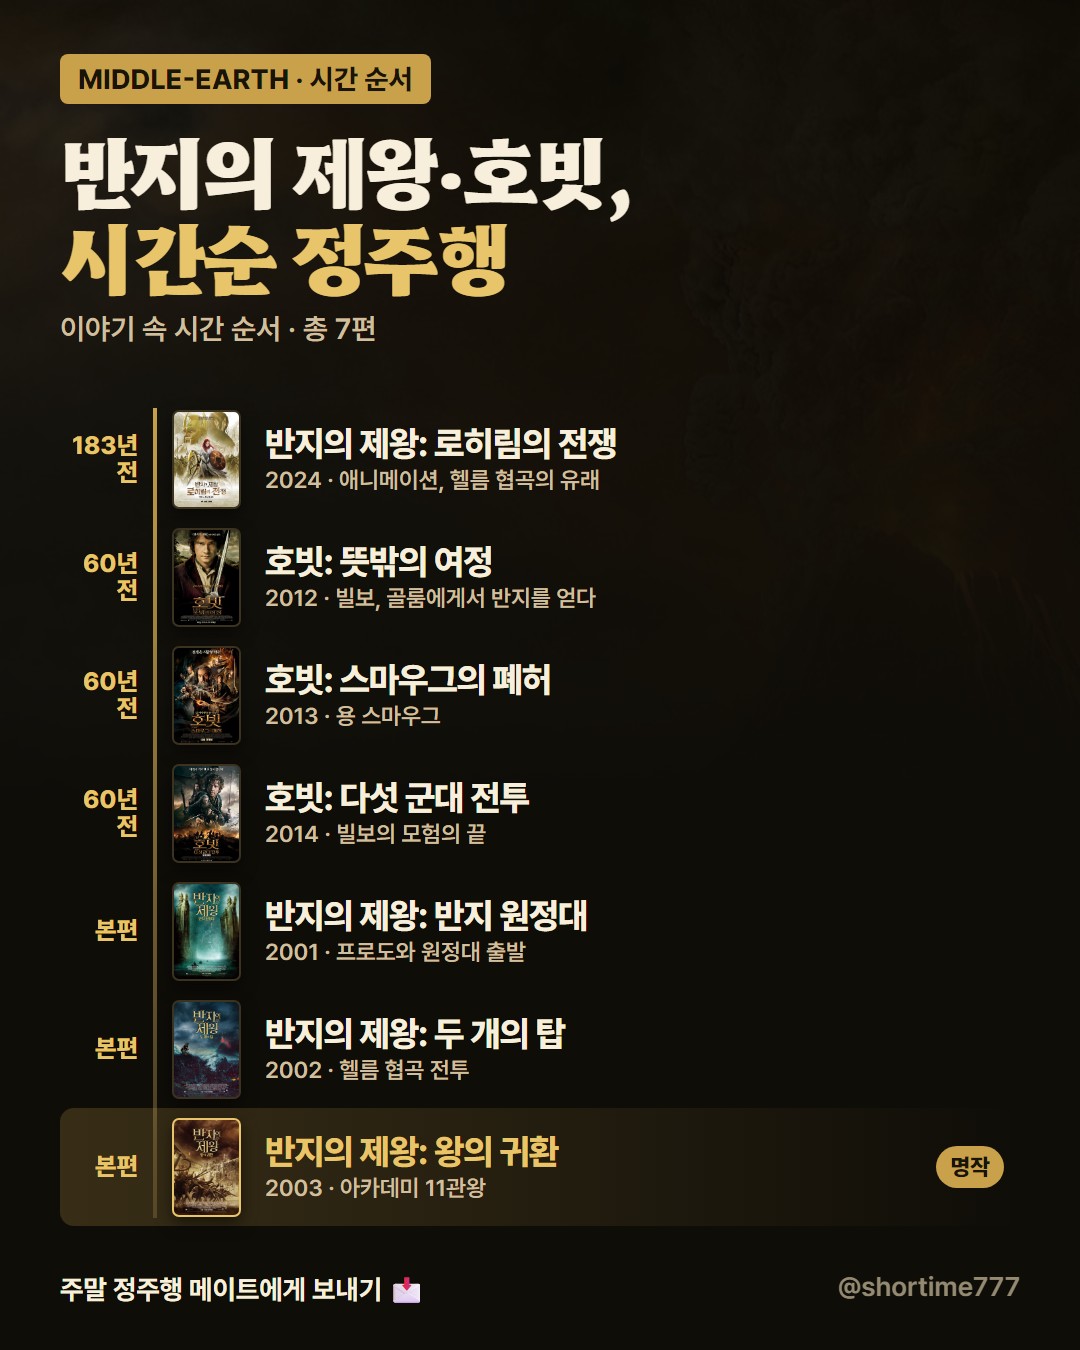 MIDDLE-EARTH · 시간 순서
반지의 제왕·호빗,
시간순 정주행
이야기 속 시간 순서 · 총 7편
183년
전
반지의 제왕: 로히림의 전쟁
2024 · 애니메이션, 헬름 협곡의 유래
60년
전
호빗: 뜻밖의 여정
2012 · 빌보, 골룸에게서 반지를 얻다
60년
전
호빗: 스마우그의 폐허
2013 · 용 스마우그
60년
전
호빗: 다섯 군대 전투
2014 · 빌보의 모험의 끝
본편
반지의 제왕: 반지 원정대
2001 · 프로도와 원정대 출발
본편
반지의 제왕: 두 개의 탑
2002 · 헬름 협곡 전투
본편
반지의 제왕: 왕의 귀환
2003 · 아카데미 11관왕
명작
주말 정주행 메이트에게 보내기
@shortime777